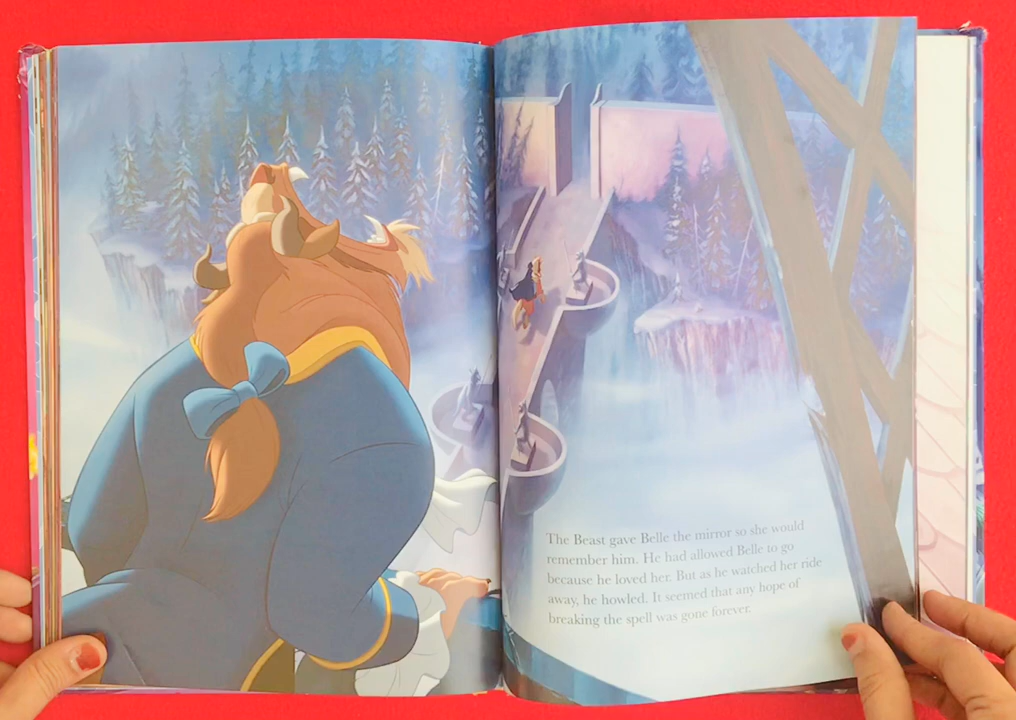 The Beast gave Belle the mirror so she would
remember him. He had allowed Belle to go
because he loved her. But as he watched her ride
away, he howled. It seemed that any hope of
breaking the spell was gone forever.